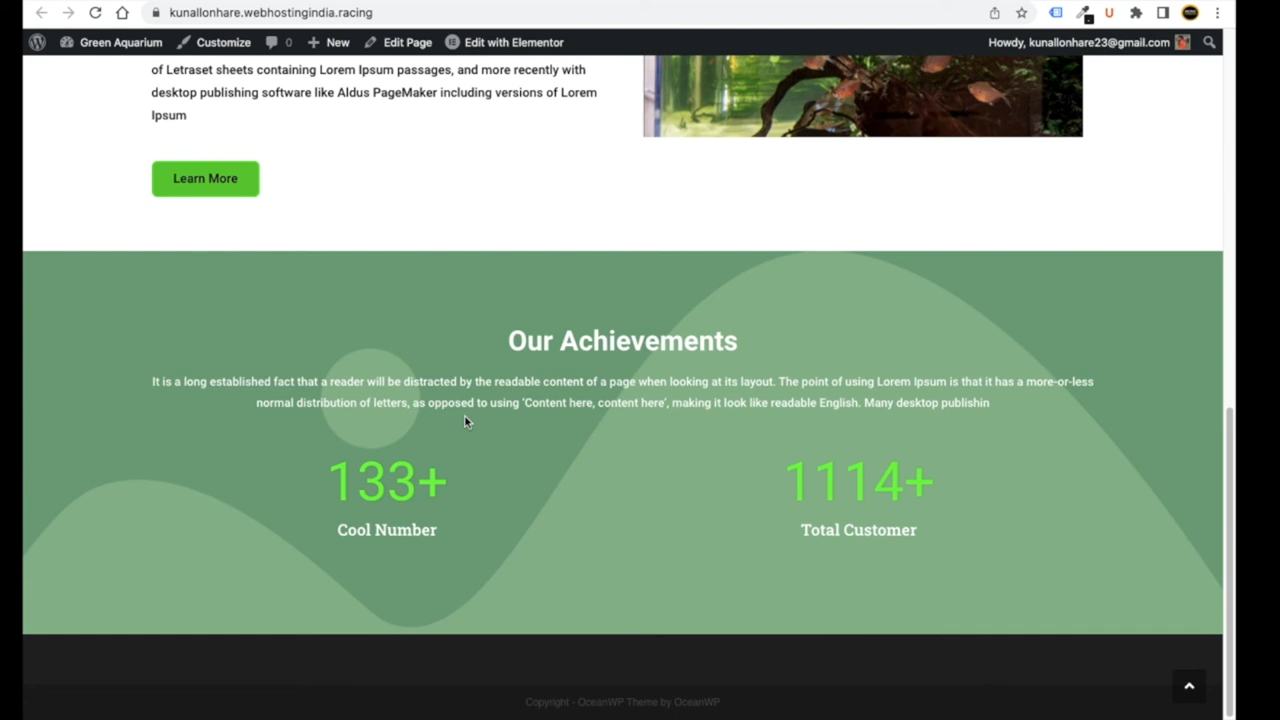 kunallonhare.webhostingindia.racing
Green Aquarium Customize 0 New Edit Page Edit with Elementor Howdy, kunallonhare23@gmail.com
of Letraset sheets containing Lorem Ipsum passages, and more recently with
desktop publishing software like Aldus PageMaker including versions of Lorem
Ipsum
Learn More
Our Achievements
It is a long established fact that a reader will be distracted by the readable content of a page when looking at its layout. The point of using Lorem Ipsum is that it has a more-or-less
normal distribution of letters, as opposed to using 'Content here, content here', making it look like readable English. Many desktop publishin
133+ 1114+
Cool Number Total Customer
Copyright - OceanWP Theme by OceanWP